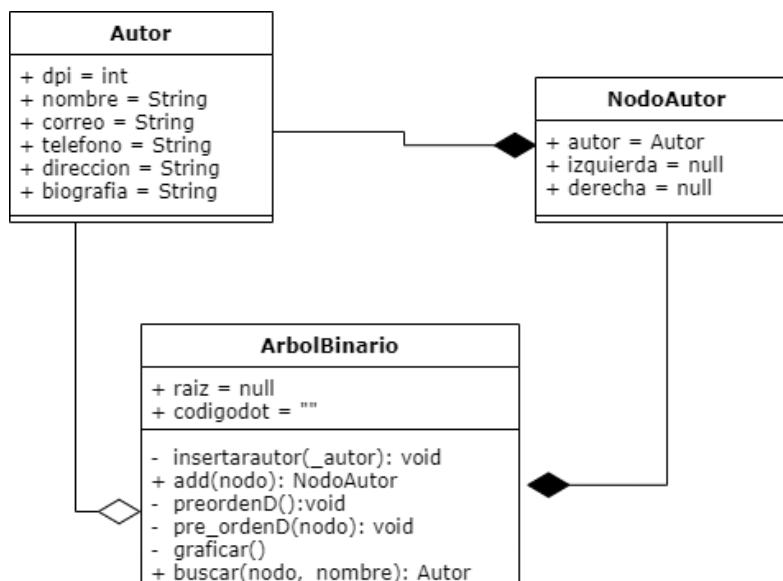 Autor
+ dpi = int
+ nombre = String
+ correo = String
+ telefono = String
+ direccion = String
+ biografia = String
NodoAutor
+ autor = Autor
+ izquierda = null
+ derecha = null
ArbolBinario
+ raiz = null
+ codigodot = ""
- insertarautor(_autor): void
+ add(nodo): NodoAutor
- preordenD():void
- pre_ordenD(nodo): void
- graficar()
+ buscar(nodo, nombre): Autor